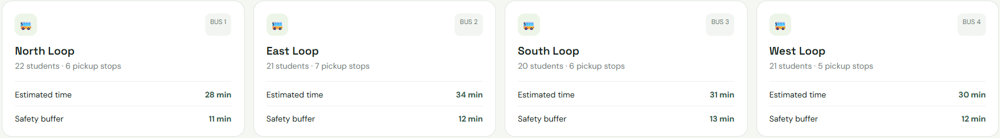 BUS 1
North Loop
22 students · 6 pickup stops
Estimated time 28 min
Safety buffer 11 min
BUS 2
East Loop
21 students · 7 pickup stops
Estimated time 34 min
Safety buffer 12 min
BUS 3
South Loop
20 students · 6 pickup stops
Estimated time 31 min
Safety buffer 13 min
BUS 4
West Loop
21 students · 5 pickup stops
Estimated time 30 min
Safety buffer 12 min